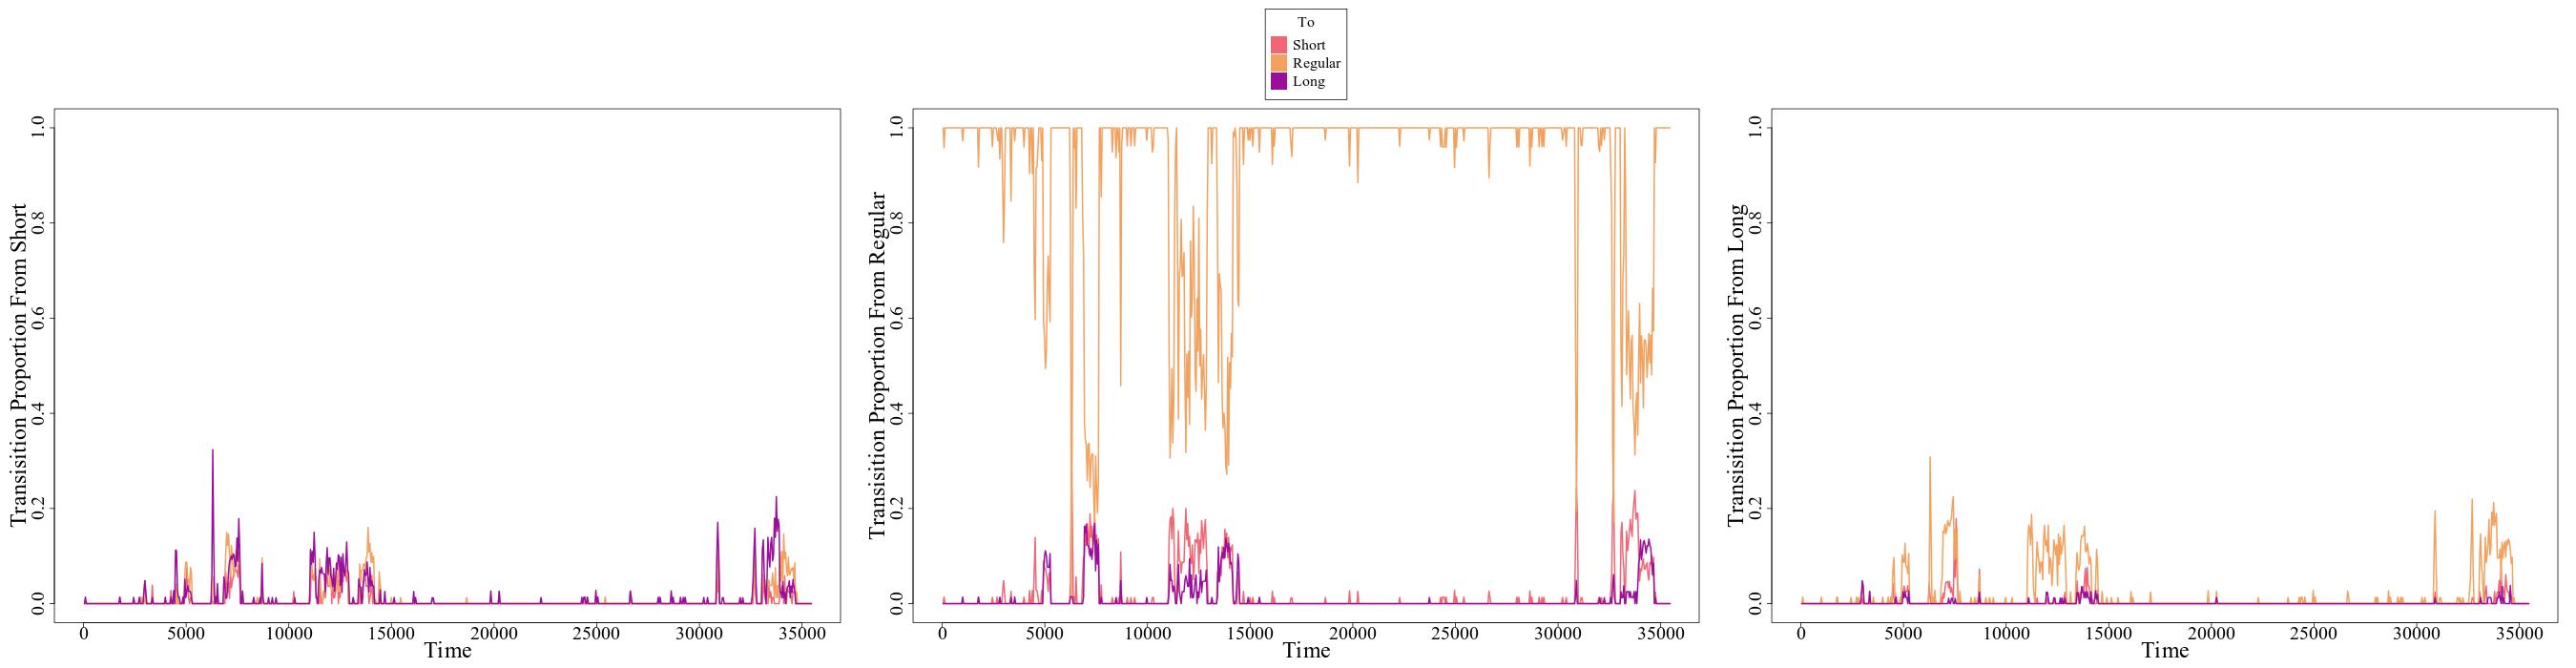 To
Short
Regular
Long
Transisition Proportion From Short
0.0 0.2 0.4 0.6 0.8 1.0
0 5000 10000 15000 20000 25000 30000 35000
Time
Transisition Proportion From Regular
0.0 0.2 0.4 0.6 0.8 1.0
0 5000 10000 15000 20000 25000 30000 35000
Time
Transisition Proportion From Long
0.0 0.2 0.4 0.6 0.8 1.0
0 5000 10000 15000 20000 25000 30000 35000
Time